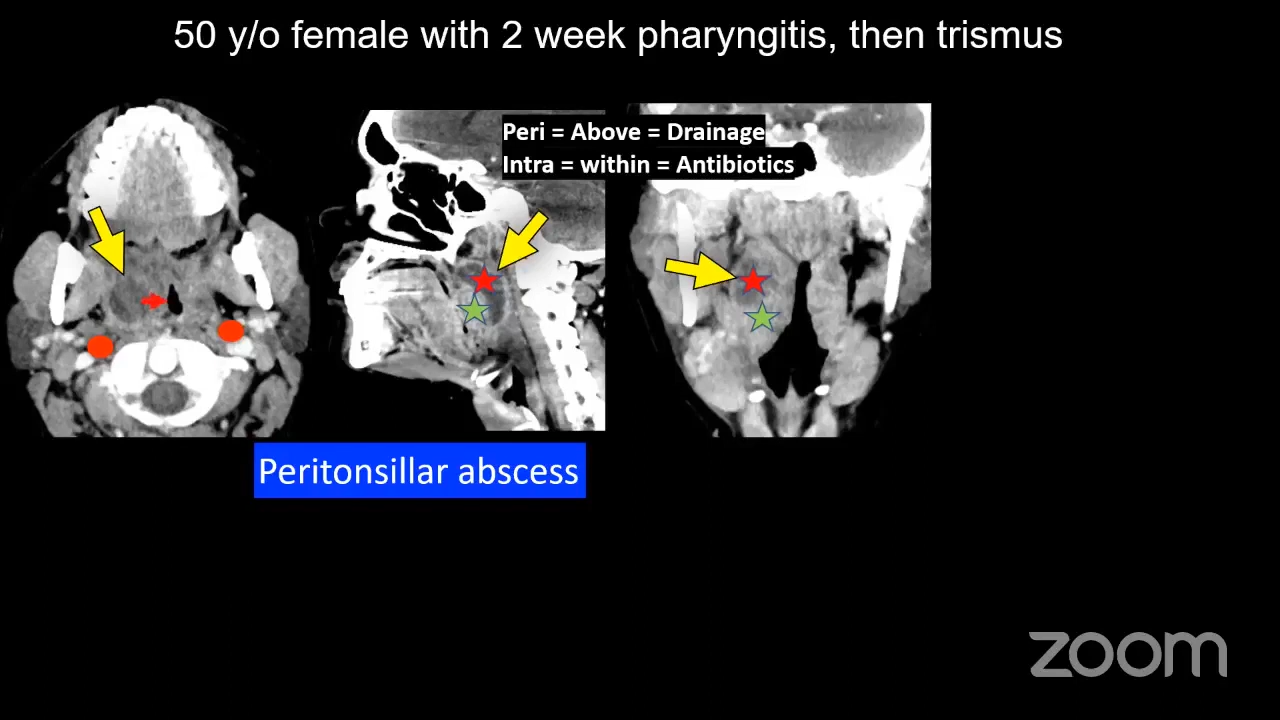 50 y/o female with 2 week pharyngitis, then trismus
Peri = Above = Drainage
Intra = within = Antibiotics
Peritonsillar abscess
zoom